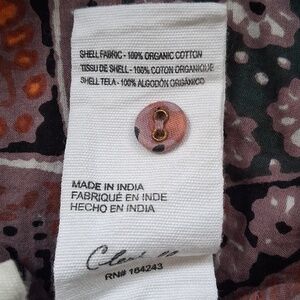 SHELL FABRIC - 100% ORGANIC COTTON
TISSU DE SHELL - 100% COTON ORGANIQUE
SHELL TELA - 100% ALGODÓN ORGÁNICO
MADE IN INDIA
FABRIQUÉ EN INDE
HECHO EN INDIA
RN# 164243